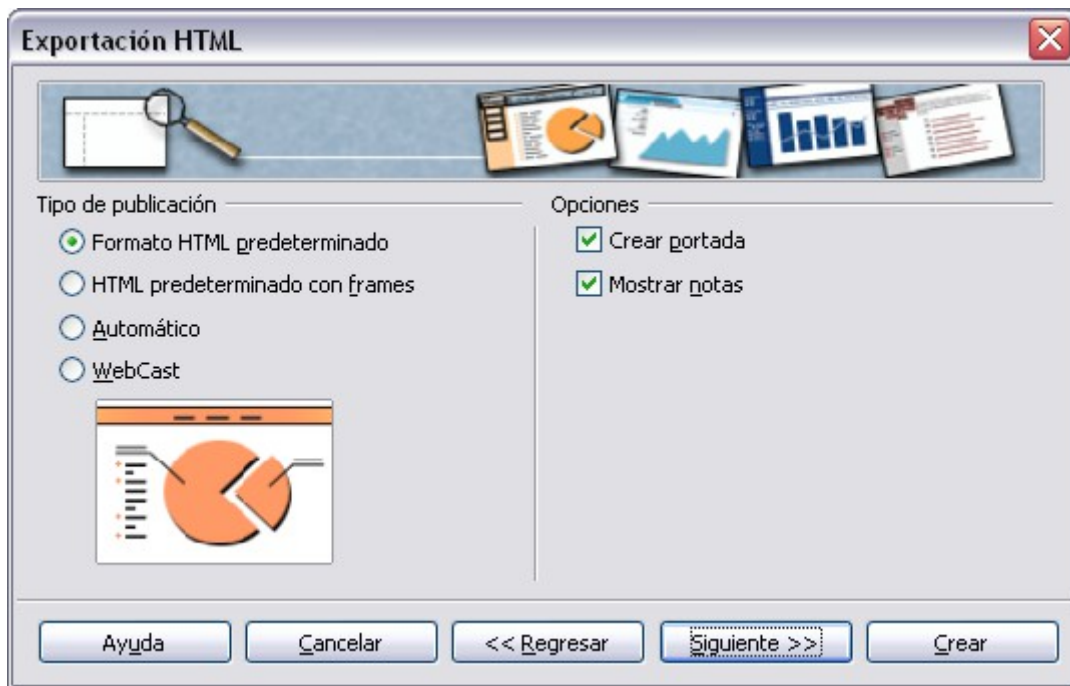 Exportación HTML
Tipo de publicación
Formato HTML predeterminado
HTML predeterminado con frames
Automático
WebCast
Opciones
Crear portada
Mostrar notas
Ayuda
Cancelar
<< Regresar
Siguiente >>
Crear